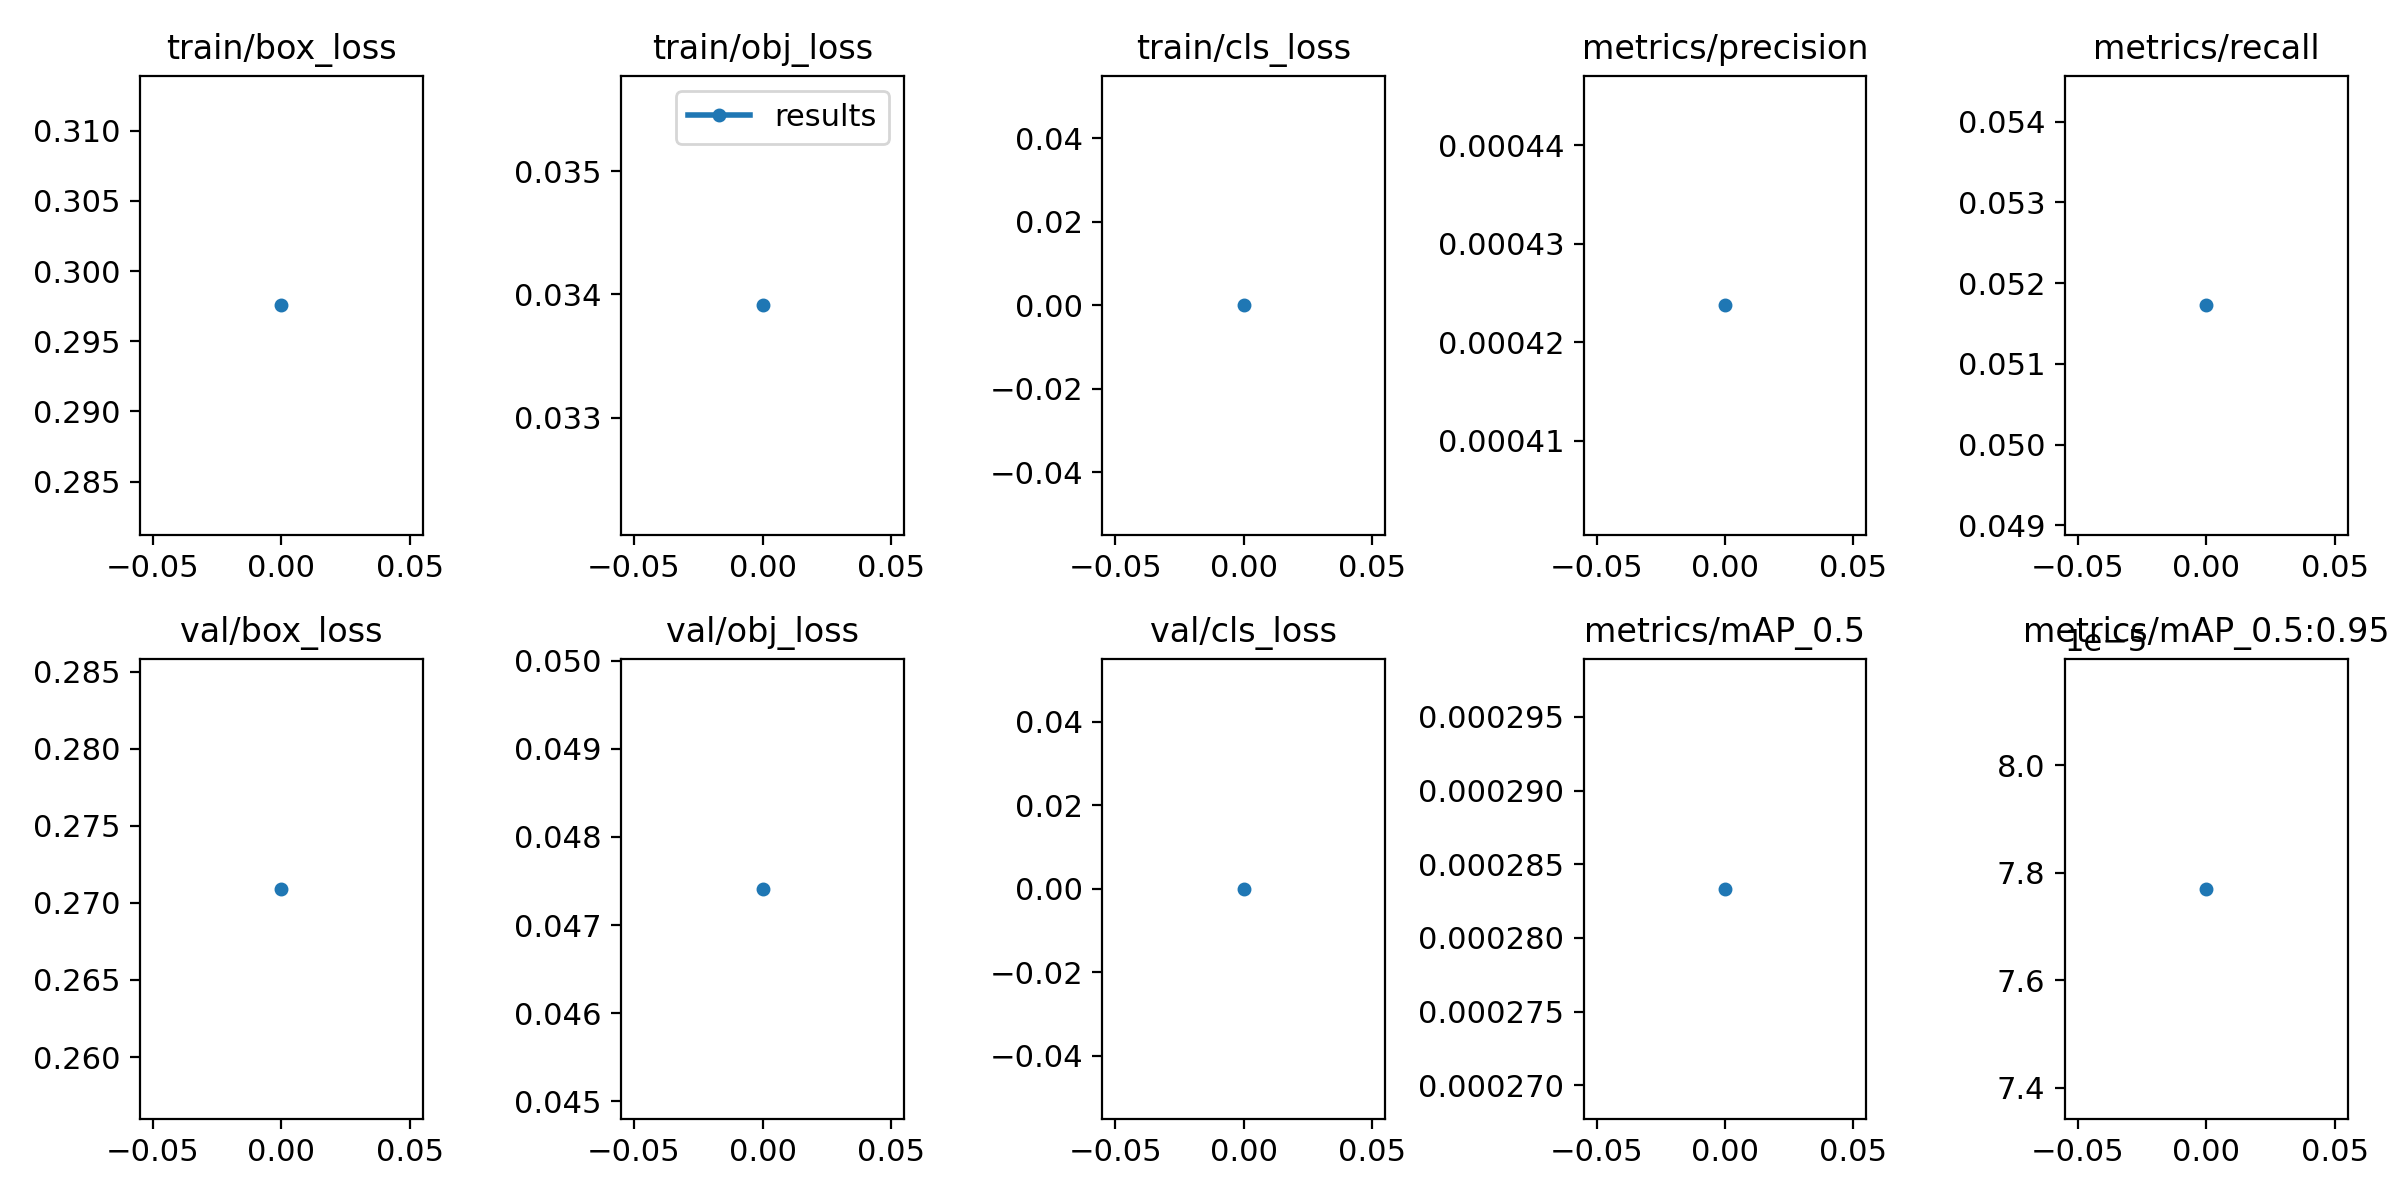 train/box_loss train/obj_loss train/cls_loss metrics/precision metrics/recall
results
0.310 0.305 0.300 0.295 0.290 0.285
−0.05 0.00 0.05
0.035 0.034 0.033
−0.05 0.00 0.05
0.04 0.02 0.00 −0.02 −0.04
−0.05 0.00 0.05
0.00044 0.00043 0.00042 0.00041
−0.05 0.00 0.05
0.054 0.053 0.052 0.051 0.050 0.049
−0.05 0.00 0.05
val/box_loss val/obj_loss val/cls_loss metrics/mAP_0.5 metrics/mAP_0.5:0.95
0.285 0.280 0.275 0.270 0.265 0.260
−0.05 0.00 0.05
0.050 0.049 0.048 0.047 0.046 0.045
−0.05 0.00 0.05
0.04 0.02 0.00 −0.02 −0.04
−0.05 0.00 0.05
0.000295 0.000290 0.000285 0.000280 0.000275 0.000270
−0.05 0.00 0.05
1e−5
8.0 7.8 7.6 7.4
−0.05 0.00 0.05